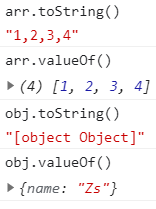 arr.toString()
"1,2,3,4"
arr.valueOf()
▶ (4) [1, 2, 3, 4]
obj.toString()
"[object Object]"
obj.valueOf()
▶ {name: "Zs"}